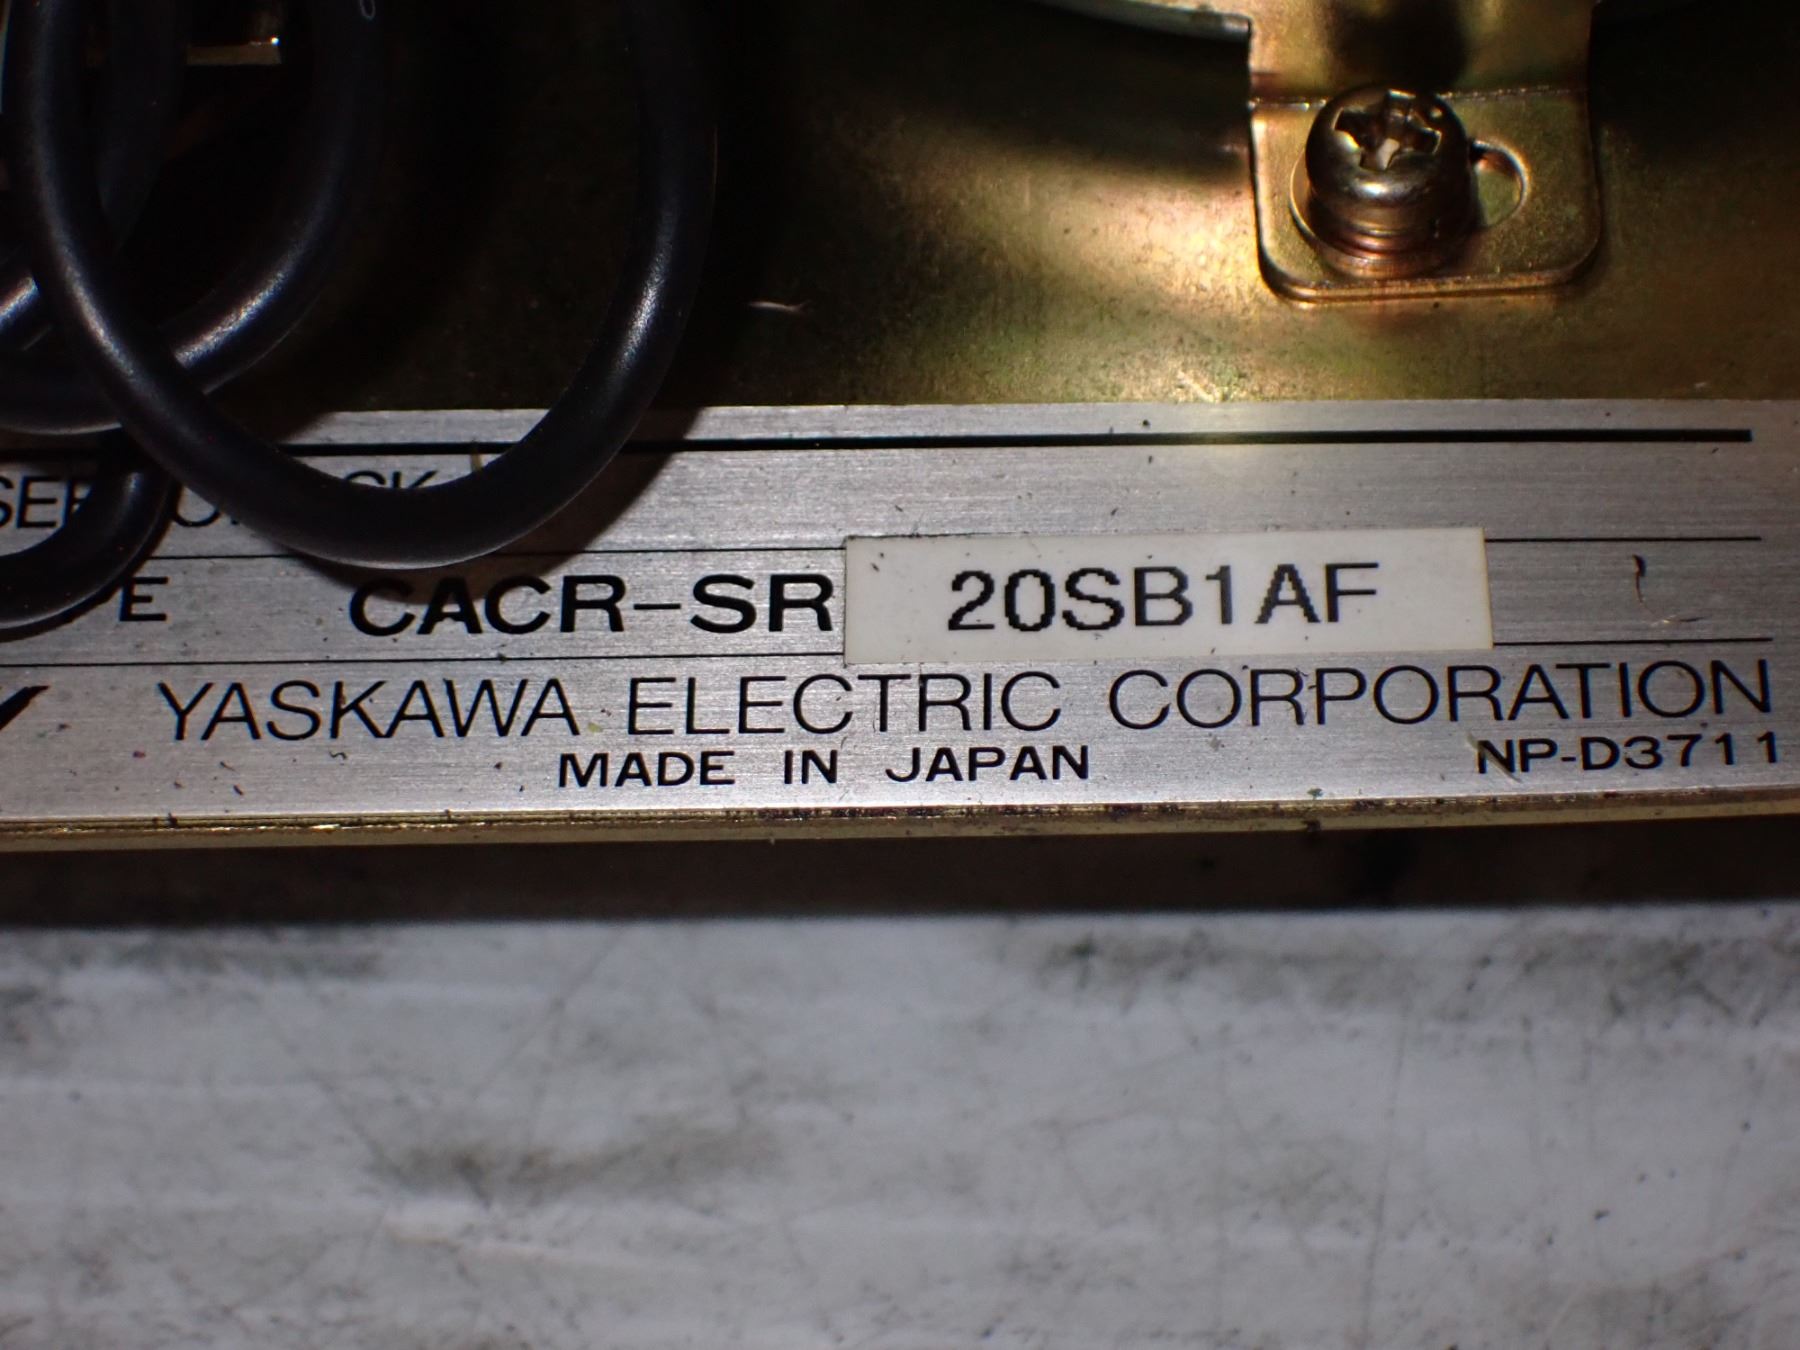 CACR-SR 20SB1AF
YASKAWA ELECTRIC CORPORATION
MADE IN JAPAN
NP-D3711